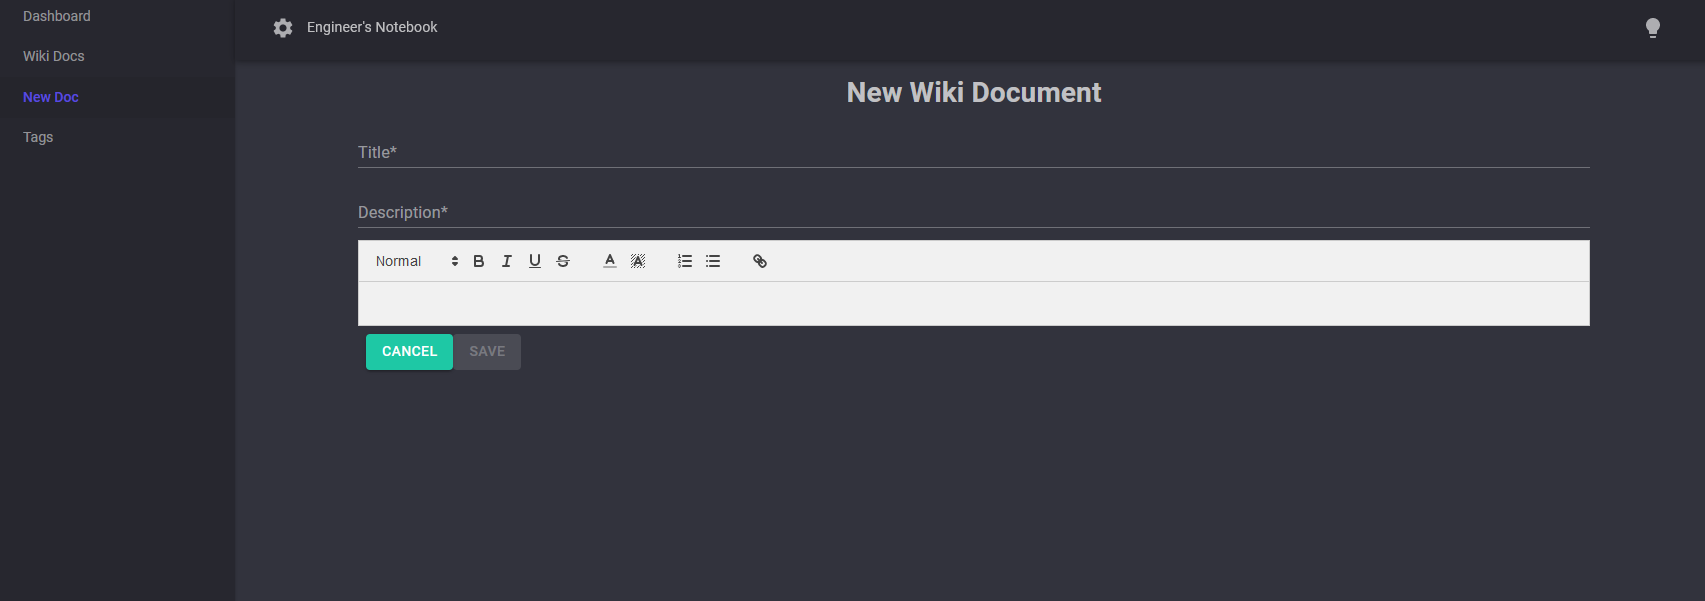 Dashboard
Wiki Docs
New Doc
Tags
Engineer's Notebook
New Wiki Document
Title*
Description*
Normal B I U S A A
CANCEL SAVE